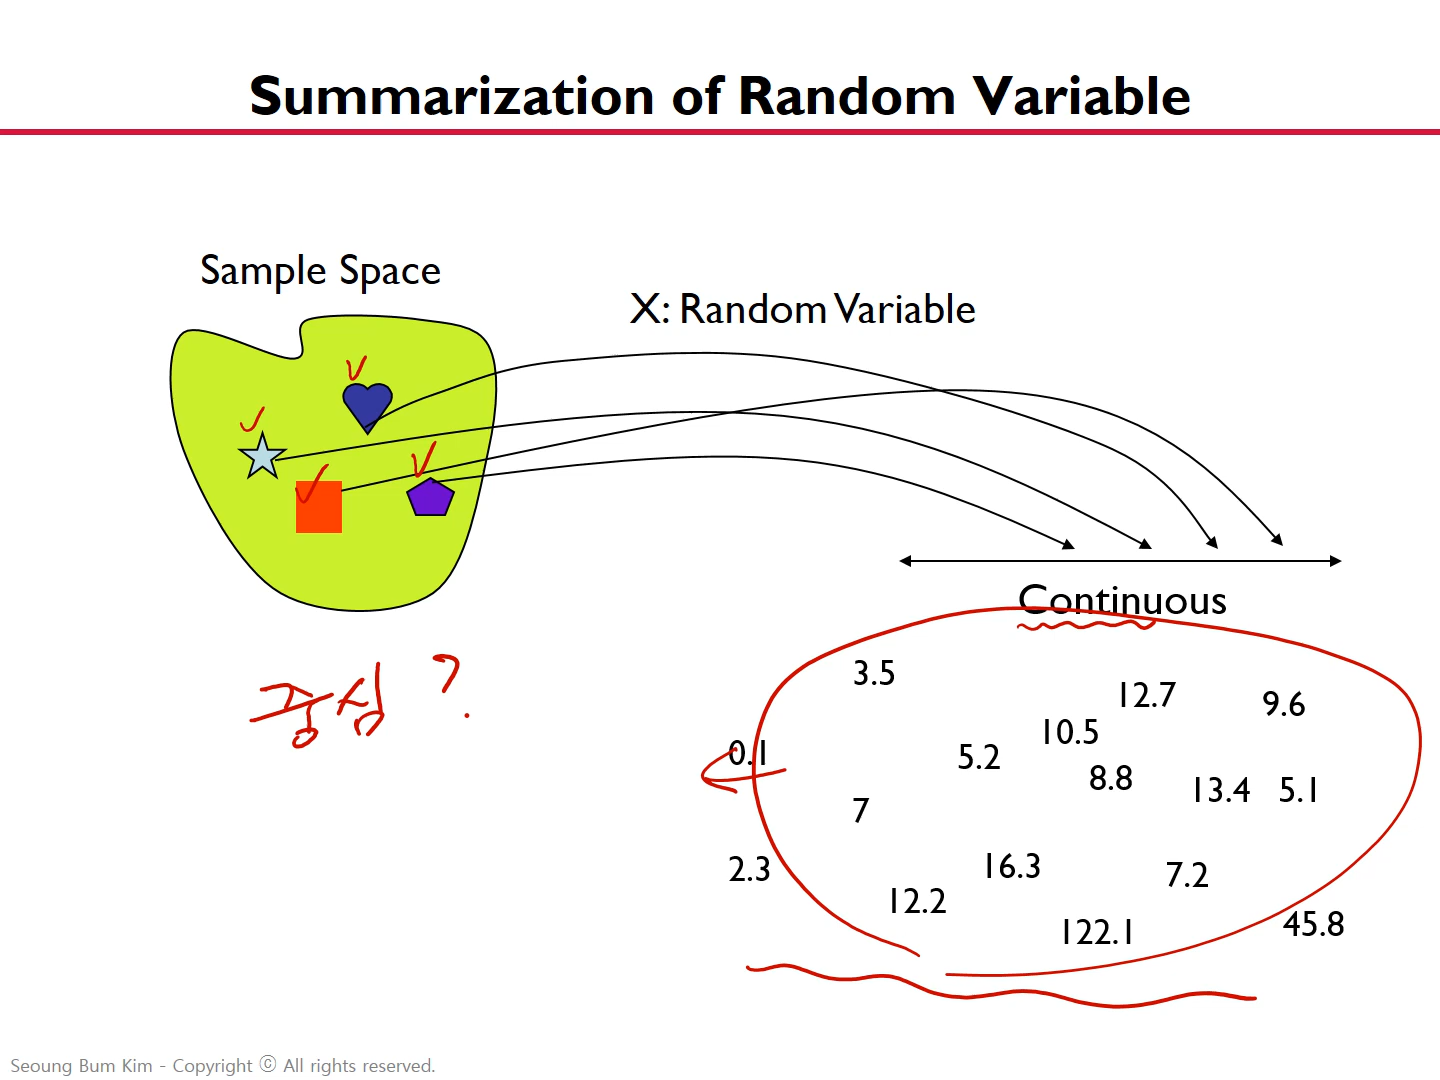 Summarization of Random Variable
Sample Space
X: Random Variable
Continuous
중심 ?
3.5
12.7
9.6
10.5
0.1
5.2
8.8
13.4
5.1
7
16.3
2.3
7.2
12.2
45.8
122.1
Seoung Bum Kim - Copyright ⓒ All rights reserved.